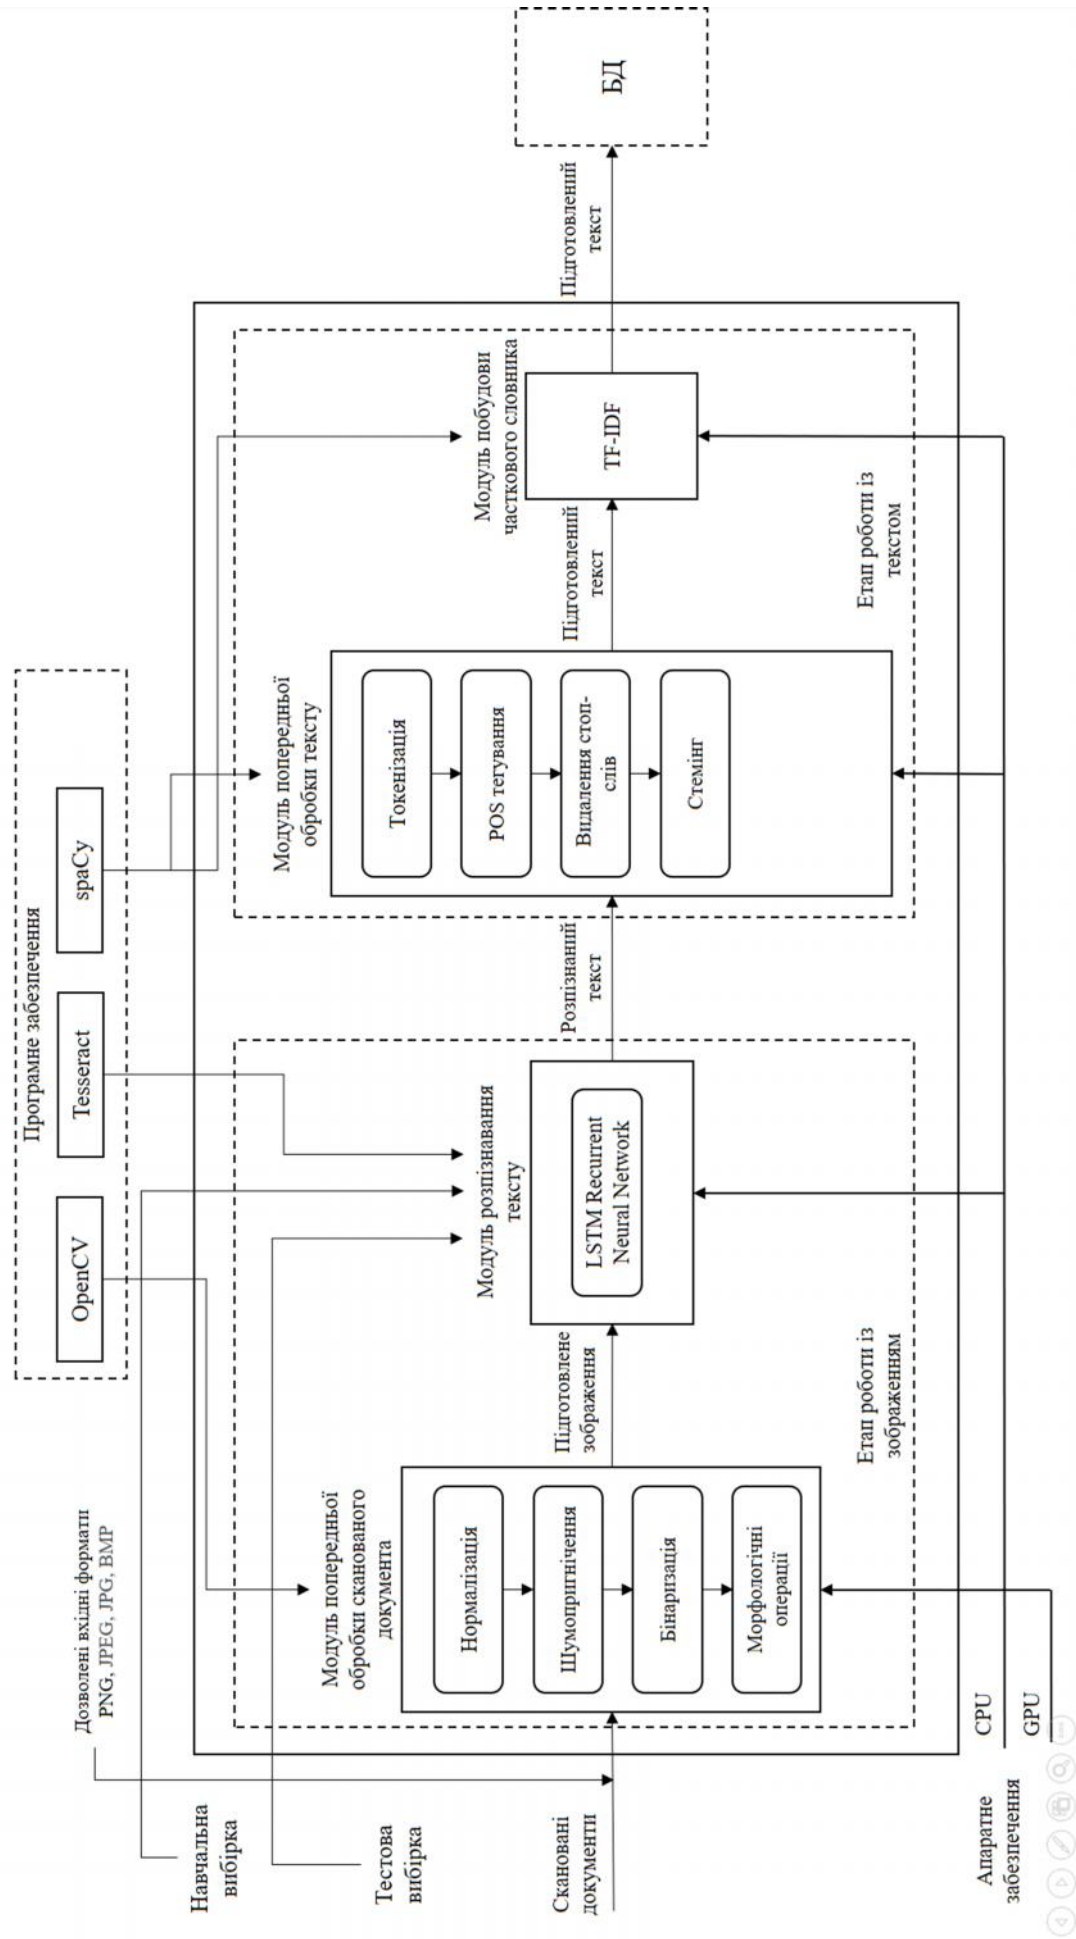 Програмне забезпечення
OpenCV
Tesseract
spaCy
Дозволені вхідні формати
PNG, JPEG, JPG, BMP
Навчальна
вибірка
Тестова
вибірка
Скановані
документи
Модуль попередньої
обробки сканованого
документа
Нормалізація
Шумопригнічення
Бінаризація
Морфологічні
операції
Підготовлене
зображення
Модуль розпізнавання
тексту
LSTM Recurrent
Neural Network
Етап роботи із
зображенням
Розпізнаний
текст
Модуль попередньої
обробки тексту
Токенізація
POS тегування
Видалення стоп-
слів
Стемінг
Підготовлений
текст
Модуль побудови
часткового словника
TF-IDF
Етап роботи із
текстом
Підготовлений
текст
БД
Апаратне
забезпечення
CPU
GPU